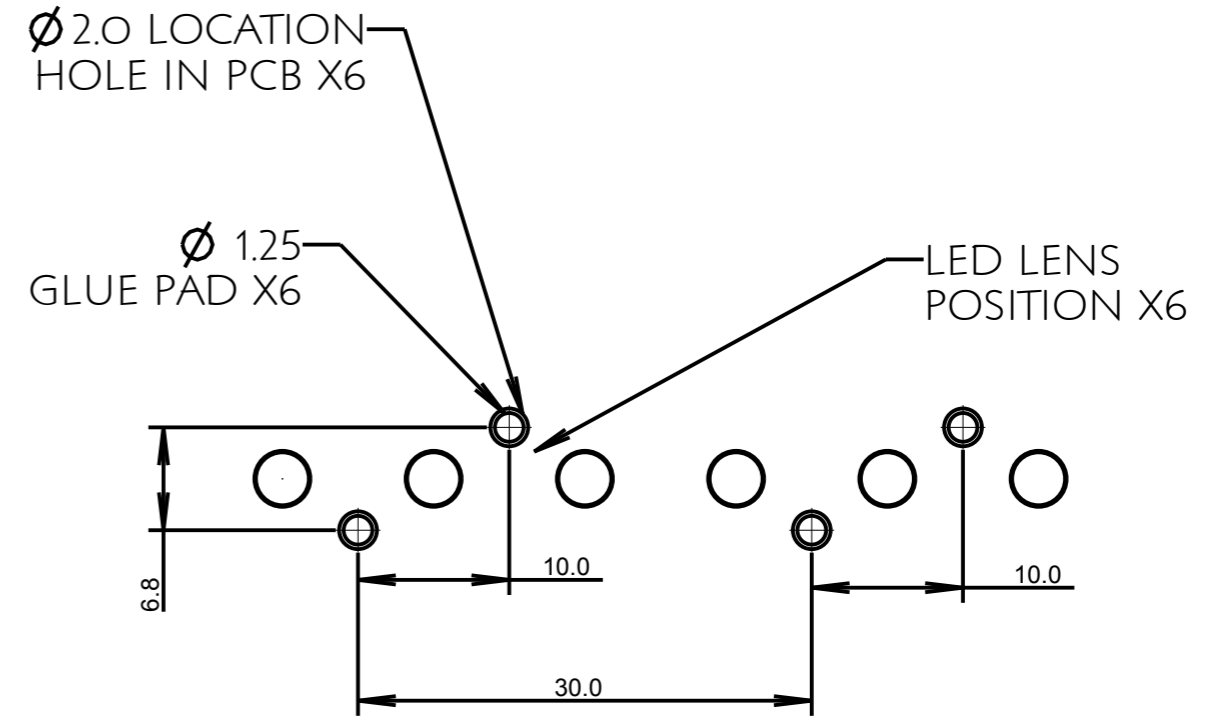 Ø 2.0 LOCATION
HOLE IN PCB X6
Ø 1.25
GLUE PAD X6
LED LENS
POSITION X6
6.8
10.0
10.0
30.0